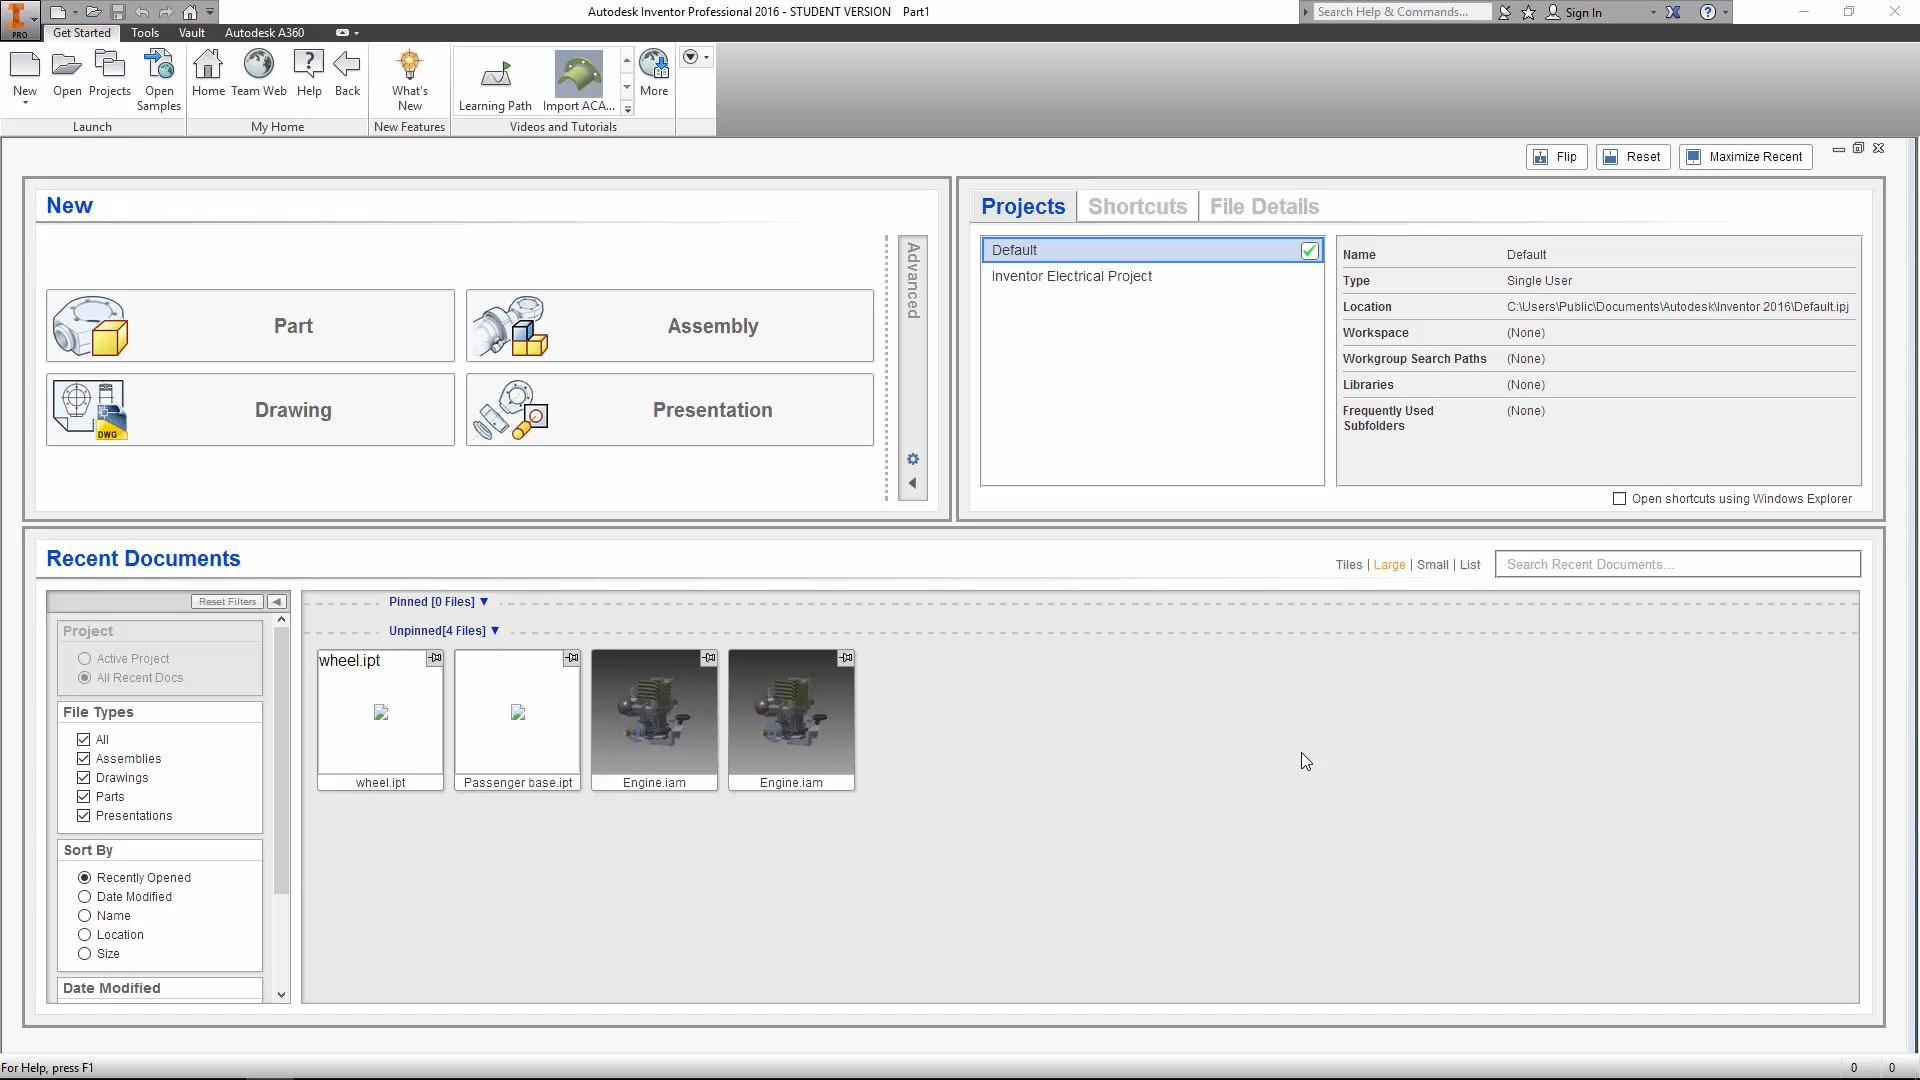 Autodesk Inventor Professional 2016 - STUDENT VERSION Part1
Search Help & Commands...
Sign In
PRO
Get Started Tools Vault Autodesk A360
New Open Projects Open Samples
Home Team Web Help Back
What's New
Learning Path Import ACA... More
Launch My Home New Features Videos and Tutorials
Flip Reset Maximize Recent
New
Part
Assembly
Drawing
DWG
Presentation
Advanced
Projects Shortcuts File Details
Default
Inventor Electrical Project
Name Default
Type Single User
Location C:\Users\Public\Documents\Autodesk\Inventor 2016\Default.ipj
Workspace (None)
Workgroup Search Paths (None)
Libraries (None)
Frequently Used (None)
Subfolders
Open shortcuts using Windows Explorer
Recent Documents
Tiles | Large | Small | List
Search Recent Documents...
Reset Filters
Project
Active Project
All Recent Docs
File Types
All
Assemblies
Drawings
Parts
Presentations
Sort By
Recently Opened
Date Modified
Name
Location
Size
Date Modified
Pinned [0 Files]
Unpinned[4 Files]
wheel.ipt
wheel.ipt Passenger base.ipt Engine.iam Engine.iam
For Help, press F1
0 0